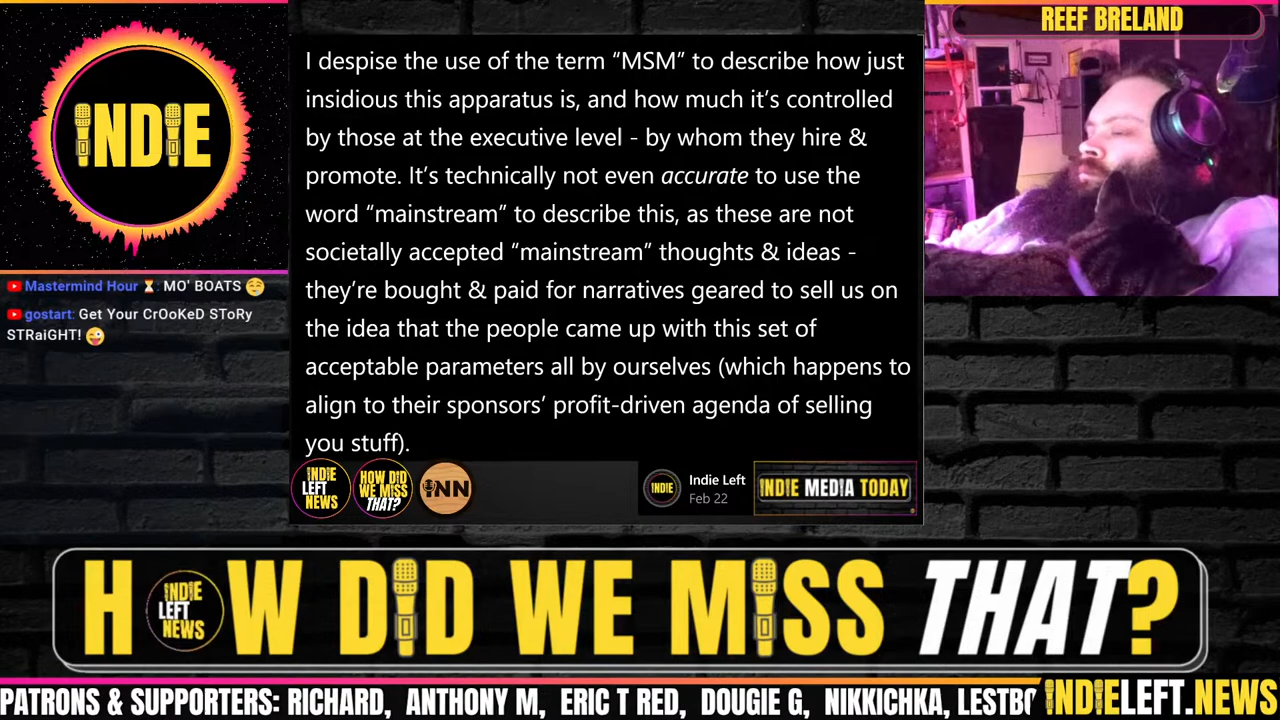 INDIE
REEF BRELAND
I despise the use of the term “MSM” to describe how just
insidious this apparatus is, and how much it’s controlled
by those at the executive level - by whom they hire &
promote. It’s technically not even accurate to use the
word “mainstream” to describe this, as these are not
societally accepted “mainstream” thoughts & ideas -
they’re bought & paid for narratives geared to sell us on
the idea that the people came up with this set of
acceptable parameters all by ourselves (which happens to
align to their sponsors’ profit-driven agenda of selling
you stuff).
Mastermind Hour ⏳: MO' BOATS 😌
gostart: Get Your CrOoKeD SToRy
STRaiGHT! 😜
INDIE
LEFT
NEWS
HOW DID
WE MISS
THAT?
INN
INDIE
Indie Left
Feb 22
INDIE MEDIA TODAY
HOW DID WE MISS THAT?
INDIE
LEFT
NEWS
PATRONS & SUPPORTERS: RICHARD, ANTHONY M, ERIC T RED, DOUGIE G, NIKKICHKA, LESTBO
INDIELEFT.NEWS